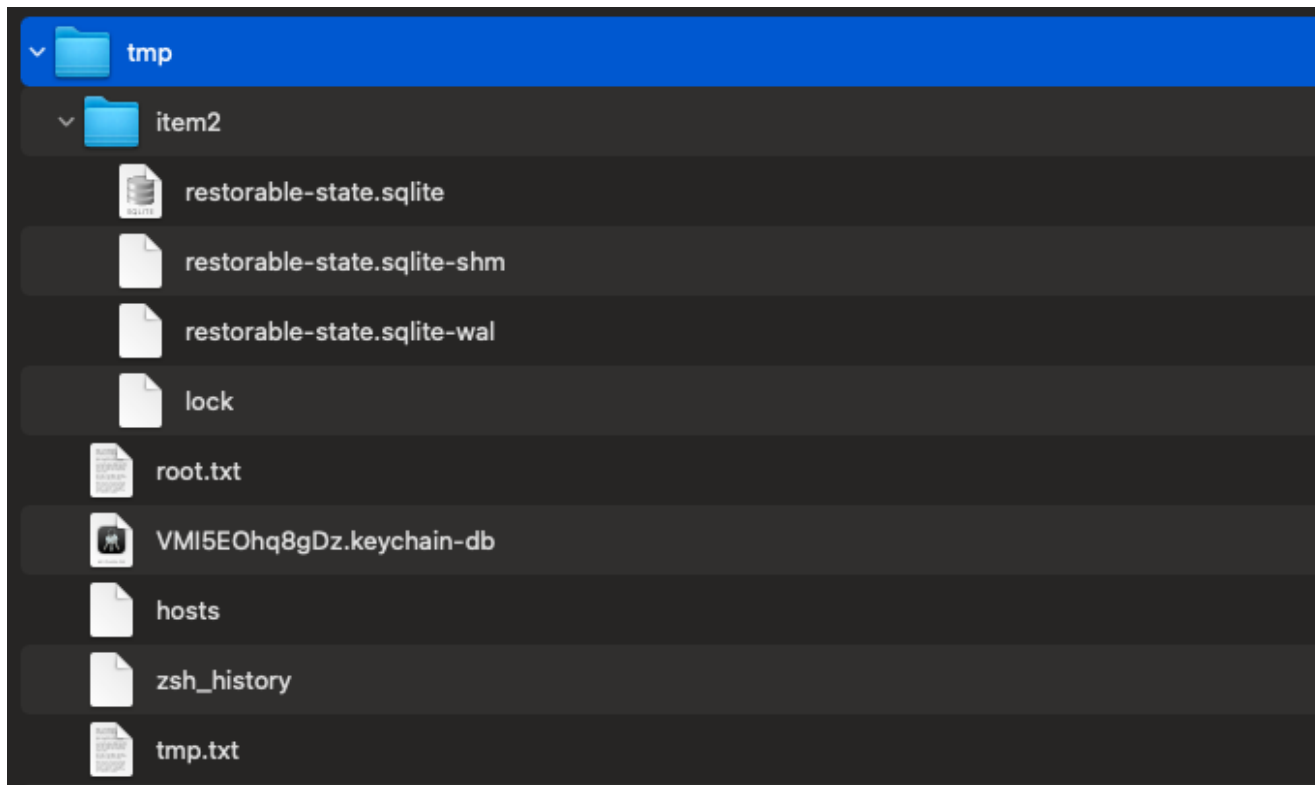 tmp
item2
restorable-state.sqlite
SQLITE
restorable-state.sqlite-shm
restorable-state.sqlite-wal
lock
root.txt
VMI5EOhq8gDz.keychain-db
hosts
zsh_history
tmp.txt